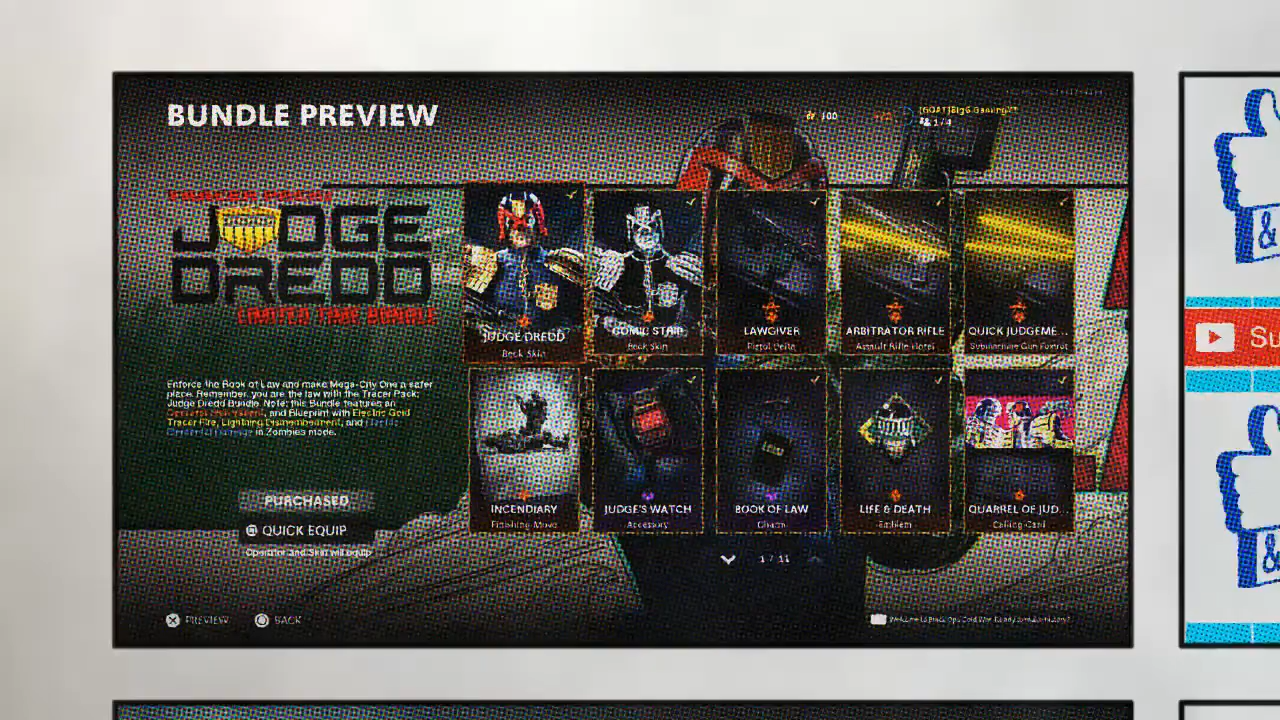 BUNDLE PREVIEW
100
[GOAT]Big6 Gaming
1 / 4
JUDGE
DREDD
LIMITED TIME BUNDLE
JUDGE DREDD
Beck Skin
COMIC STRIP
Beck Skin
LAWGIVER
Pistol Delta
ARBITRATOR RIFLE
Assault Rifle Hotel
QUICK JUDGEME...
Submachine Gun Foxtrot
Enforce the Book of Law and make Mega-City One a safer
place. Remember, you are the law with the Tracer Pack:
Judge Dredd Bundle. Note: this Bundle features an
and Blueprint with Electric Gold
Tracer Fire, Lightning Dismemberment, and
in Zombies mode.
INCENDIARY
Finishing Move
JUDGE'S WATCH
Accessory
BOOK OF LAW
Charm
LIFE & DEATH
Emblem
QUARREL OF JUD...
Calling Card
PURCHASED
QUICK EQUIP
Operator and Skin will equip
1 / 11
PREVIEW
BACK
Su
&
&